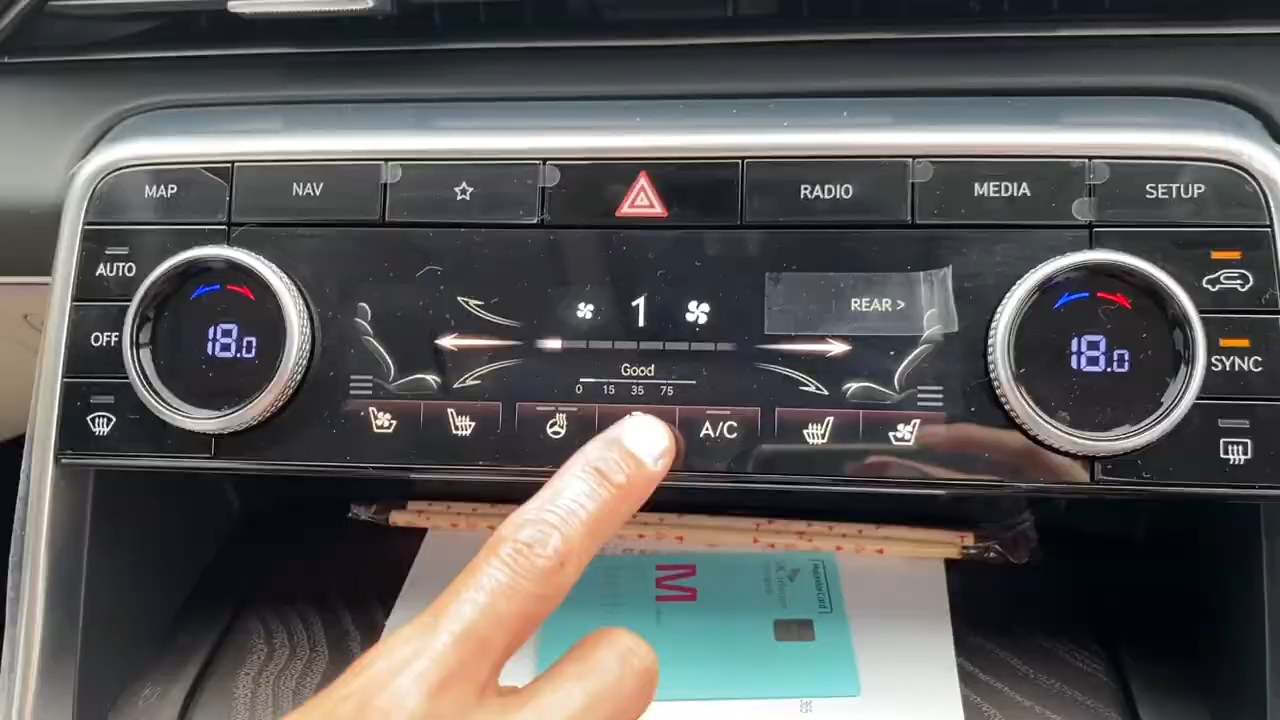 MAP
NAV
RADIO
MEDIA
SETUP
AUTO
OFF
18.0
1
REAR >
Good
0 15 35 75
A/C
18.0
SYNC
M
MasterCard